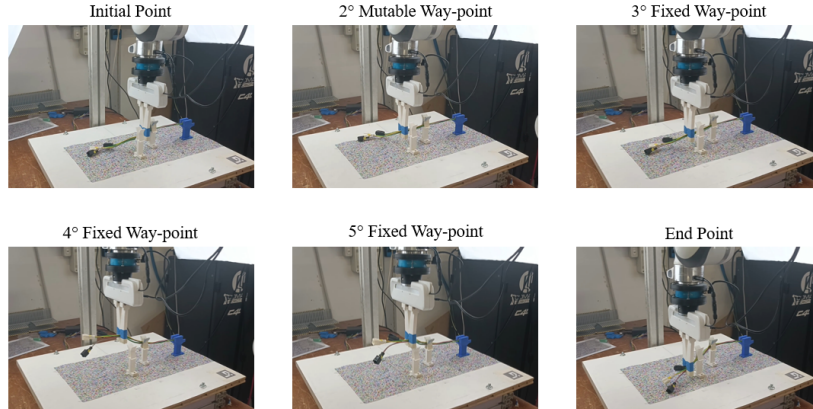 Initial Point
2° Mutable Way-point
3° Fixed Way-point
4° Fixed Way-point
5° Fixed Way-point
End Point